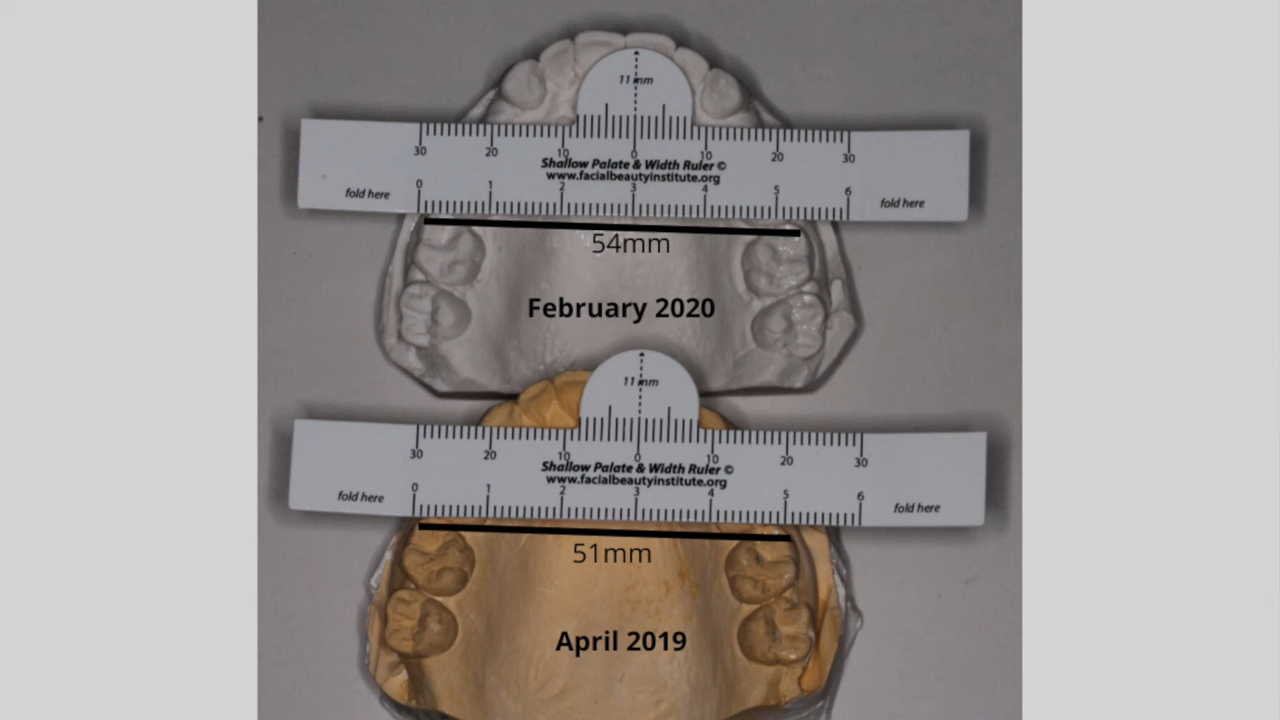 11 mm
30 20 10 0 10 20 30
Shallow Palate & Width Ruler ©
www.facialbeautyinstitute.org
0 1 2 3 4 5 6
fold here fold here
54mm
February 2020
11 mm
30 20 10 0 10 20 30
Shallow Palate & Width Ruler ©
www.facialbeautyinstitute.org
0 1 2 3 4 5 6
fold here fold here
51mm
April 2019